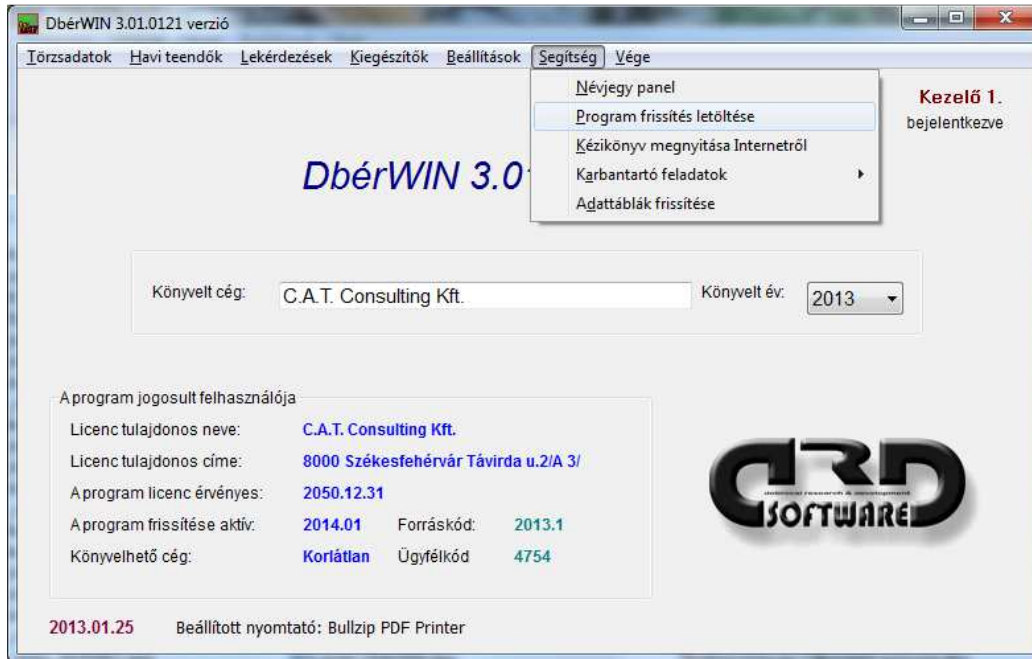 DbérWIN 3.01.0121 verzió
Törzsadatok Havi teendők Lekérdezések Kiegészítők Beállítások Segítség Vége
Névjegy panel
Program frissítés letöltése
Kézikönyv megnyitása Internetről
Karbantartó feladatok
Adattáblák frissítése
Kezelő 1.
bejelentkezve
DbérWIN 3.0
Könyvelt cég: C.A.T. Consulting Kft. Könyvelt év: 2013
A program jogosult felhasználója
Licenc tulajdonos neve: C.A.T. Consulting Kft.
Licenc tulajdonos címe: 8000 Székesfehérvár Távirda u.2/A 3/
A program licenc érvényes: 2050.12.31
A program frissítése aktív: 2014.01 Forráskód: 2013.1
Könyvelhető cég: Korlátlan Ügyfélkód 4754
DRD
debreceni research & development
SOFTWARE
2013.01.25 Beállított nyomtató: Bullzip PDF Printer